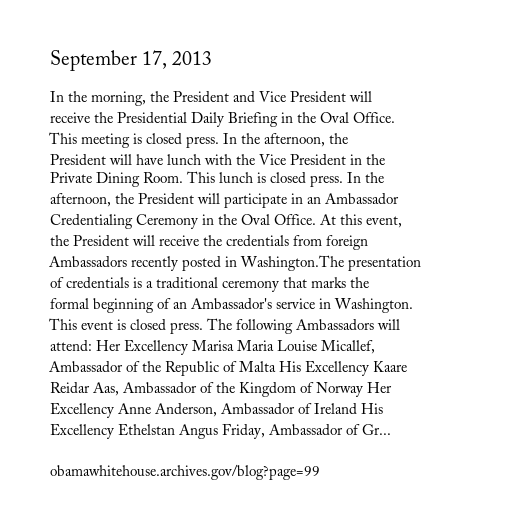 September 17, 2013
In the morning, the President and Vice President will
receive the Presidential Daily Briefing in the Oval Office.
This meeting is closed press. In the afternoon, the
President will have lunch with the Vice President in the
Private Dining Room. This lunch is closed press. In the
afternoon, the President will participate in an Ambassador
Credentialing Ceremony in the Oval Office. At this event,
the President will receive the credentials from foreign
Ambassadors recently posted in Washington.The presentation
of credentials is a traditional ceremony that marks the
formal beginning of an Ambassador's service in Washington.
This event is closed press. The following Ambassadors will
attend: Her Excellency Marisa Maria Louise Micallef,
Ambassador of the Republic of Malta His Excellency Kaare
Reidar Aas, Ambassador of the Kingdom of Norway Her
Excellency Anne Anderson, Ambassador of Ireland His
Excellency Ethelstan Angus Friday, Ambassador of Gr...
obamawhitehouse.archives.gov/blog?page=99